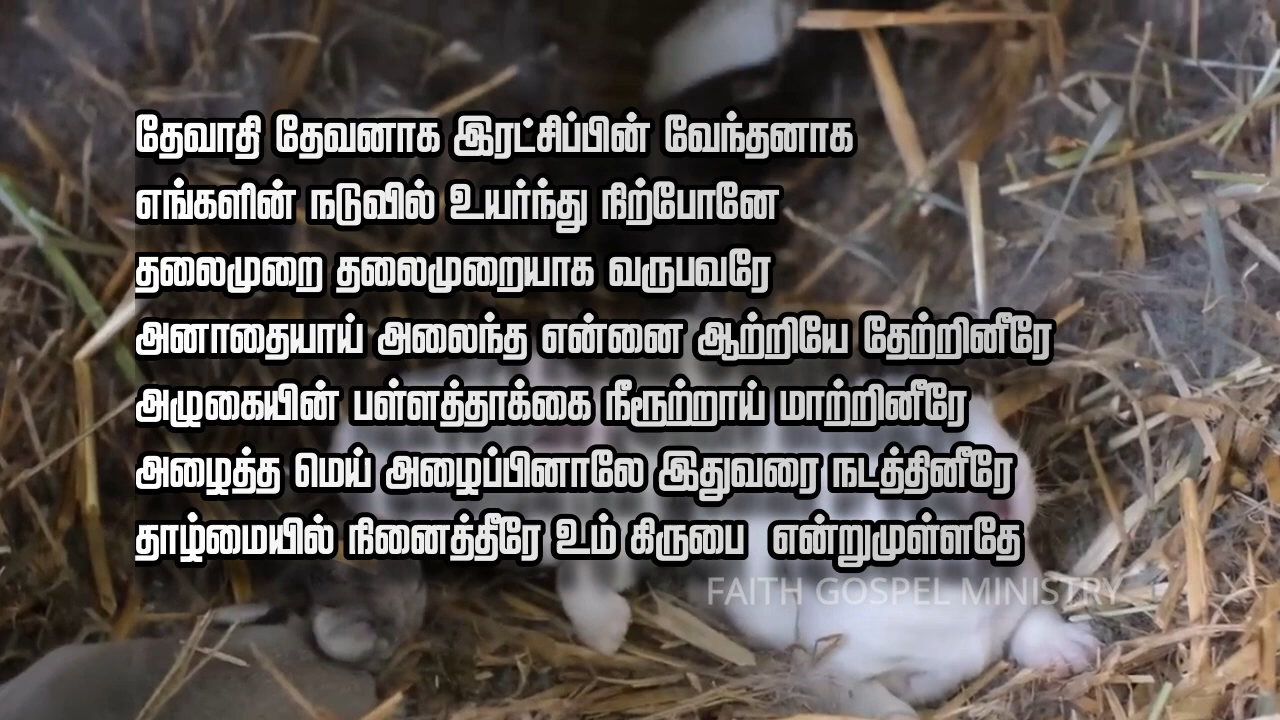 தேவாதி தேவனாக இரட்சிப்பின் வேந்தனாக
எங்களின் நடுவில் உயர்ந்து நிற்போனே
தலைமுறை தலைமுறையாக வருபவரே
அனாதையாய் அலைந்த என்னை ஆற்றியே தேற்றினீரே
அழுகையின் பள்ளத்தாக்கை நீரூற்றாய் மாற்றினீரே
அழைத்த மெய் அழைப்பினாலே இதுவரை நடத்தினீரே
தாழ்மையில் நினைத்தீரே உம் கிருபை என்றுமுள்ளதே
FAITH GOSPEL MINISTRY